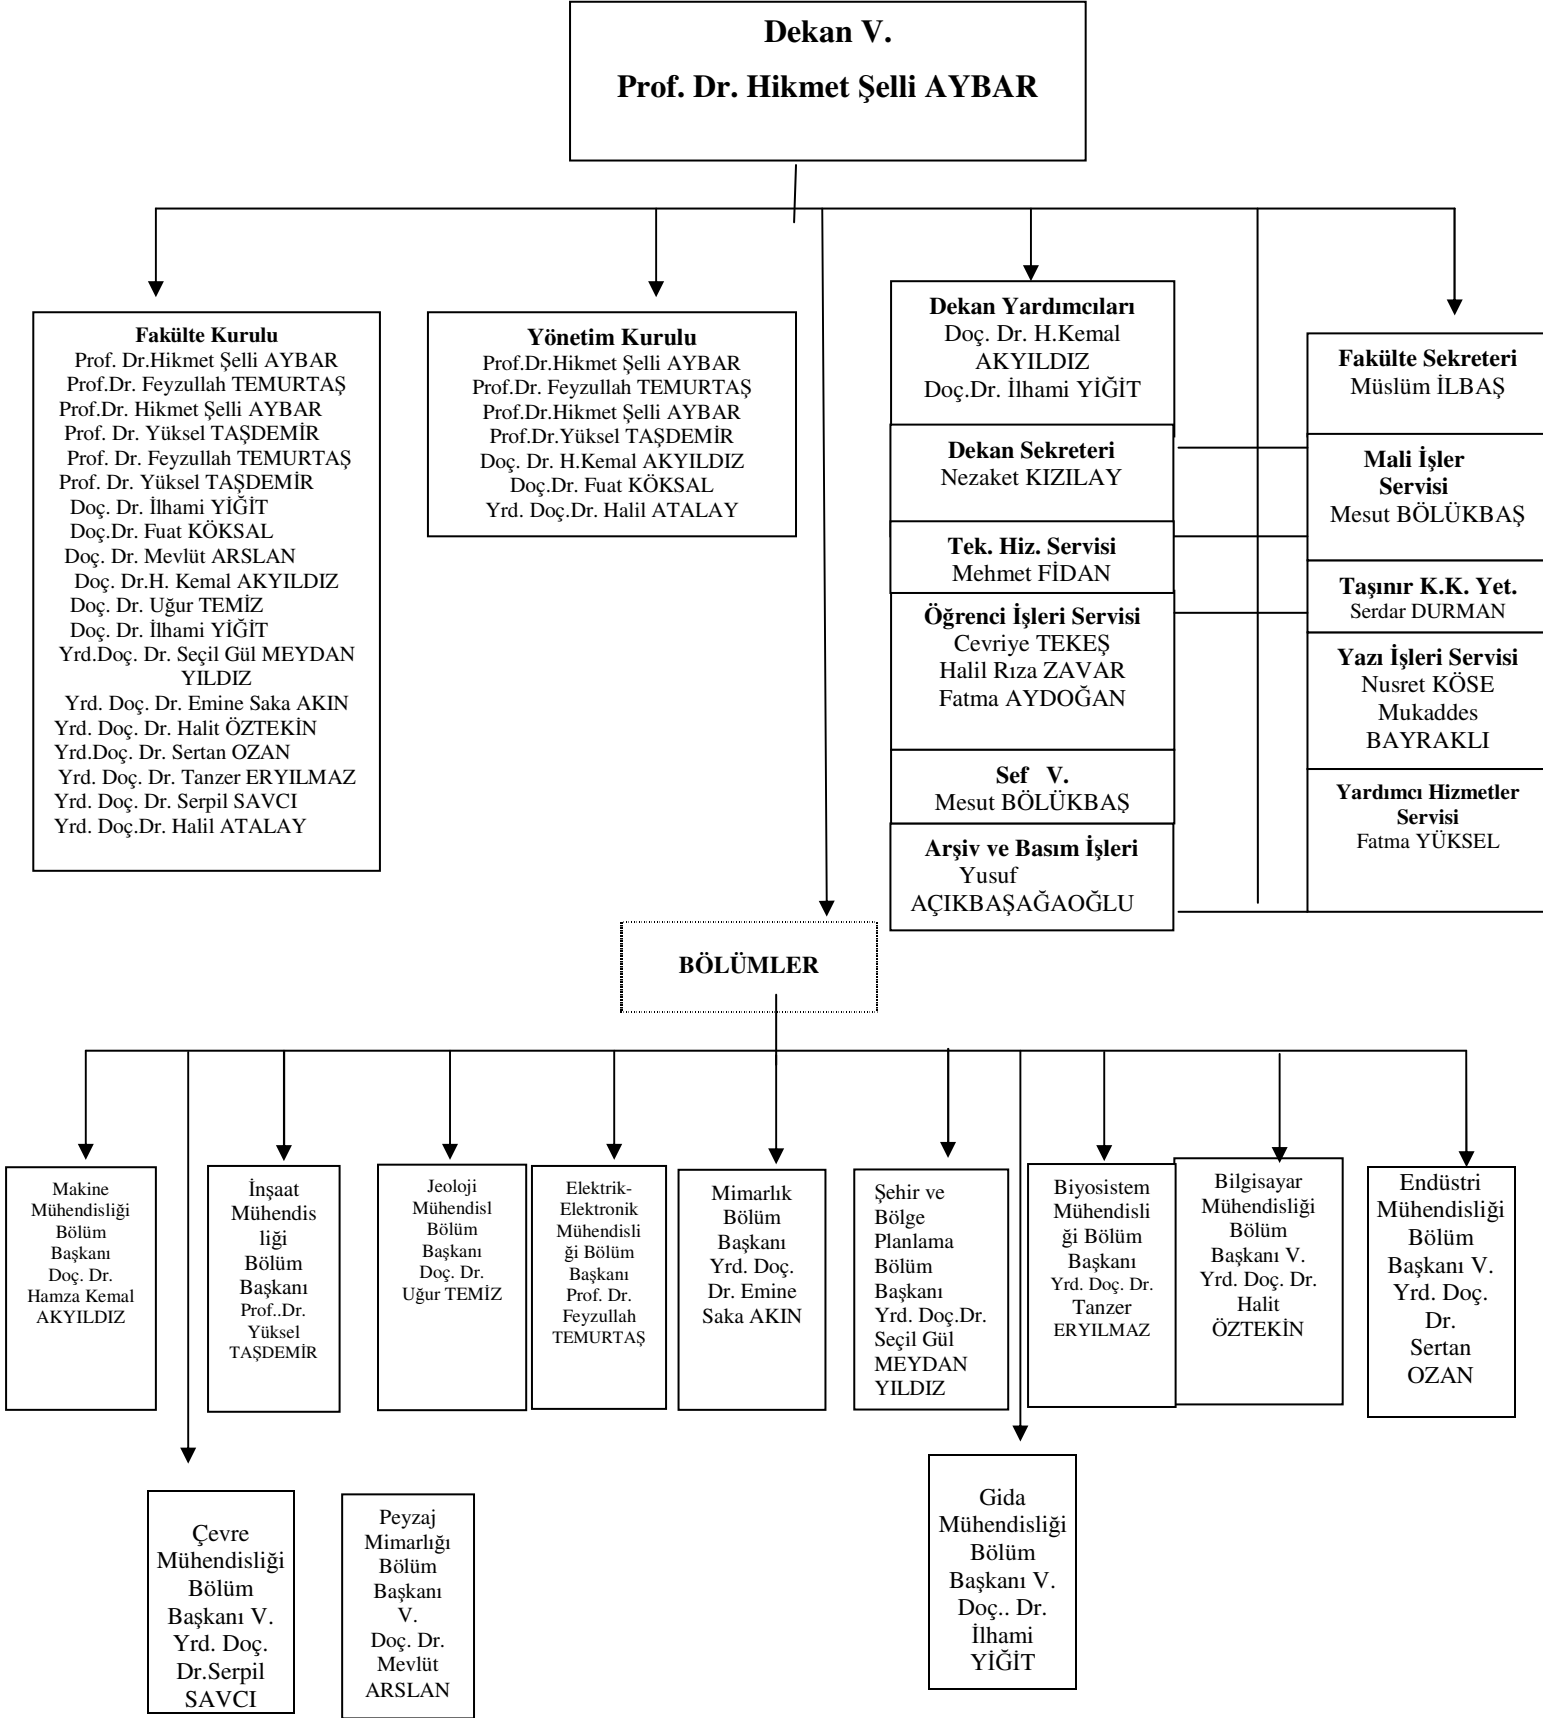 Dekan V.
Prof. Dr. Hikmet Şelli AYBAR
Fakülte Kurulu
Prof. Dr.Hikmet Şelli AYBAR
Prof.Dr. Feyzullah TEMURTAŞ
Prof.Dr. Hikmet Şelli AYBAR
Prof. Dr. Yüksel TAŞDEMİR
Prof. Dr. Feyzullah TEMURTAŞ
Prof. Dr. Yüksel TAŞDEMİR
Doç. Dr. İlhami YİĞİT
Doç.Dr. Fuat KÖKSAL
Doç. Dr. Mevlüt ARSLAN
Doç. Dr.H. Kemal AKYILDIZ
Doç. Dr. Uğur TEMİZ
Doç. Dr. İlhami YİĞİT
Yrd.Doç. Dr. Seçil Gül MEYDAN
YILDIZ
Yrd. Doç. Dr. Emine Saka AKIN
Yrd. Doç. Dr. Halit ÖZTEKİN
Yrd.Doç. Dr. Sertan OZAN
Yrd. Doç. Dr. Tanzer ERYILMAZ
Yrd. Doç. Dr. Serpil SAVCI
Yrd. Doç.Dr. Halil ATALAY
Yönetim Kurulu
Prof.Dr.Hikmet Şelli AYBAR
Prof.Dr. Feyzullah TEMURTAŞ
Prof.Dr.Hikmet Şelli AYBAR
Prof.Dr.Yüksel TAŞDEMİR
Doç. Dr. H.Kemal AKYILDIZ
Doç.Dr. Fuat KÖKSAL
Yrd. Doç.Dr. Halil ATALAY
Dekan Yardımcıları
Doç. Dr. H.Kemal
AKYILDIZ
Doç.Dr. İlhami YİĞİT
Dekan Sekreteri
Nezaket KIZILAY
Tek. Hiz. Servisi
Mehmet FİDAN
Öğrenci İşleri Servisi
Cevriye TEKEŞ
Halil Rıza ZAVAR
Fatma AYDOĞAN
Sef V.
Mesut BÖLÜKBAŞ
Arşiv ve Basım İşleri
Yusuf
AÇIKBAŞAĞAOĞLU
Fakülte Sekreteri
Müslüm İLBAŞ
Mali İşler
Servisi
Mesut BÖLÜKBAŞ
Taşınır K.K. Yet.
Serdar DURMAN
Yazı İşleri Servisi
Nusret KÖSE
Mukaddes
BAYRAKLI
Yardımcı Hizmetler
Servisi
Fatma YÜKSEL
BÖLÜMLER
Makine
Mühendisliği
Bölüm
Başkanı
Doç. Dr.
Hamza Kemal
AKYILDIZ
İnşaat
Mühendis
liği
Bölüm
Başkanı
Prof..Dr.
Yüksel
TAŞDEMİR
Jeoloji
Mühendisl
Bölüm
Başkanı
Doç. Dr.
Uğur TEMİZ
Elektrik-
Elektronik
Mühendisli
ği Bölüm
Başkanı
Prof. Dr.
Feyzullah
TEMURTAŞ
Mimarlık
Bölüm
Başkanı
Yrd. Doç.
Dr. Emine
Saka AKIN
Şehir ve
Bölge
Planlama
Bölüm
Başkanı
Yrd. Doç.Dr.
Seçil Gül
MEYDAN
YILDIZ
Biyosistem
Mühendisli
ği Bölüm
Başkanı
Yrd. Doç. Dr.
Tanzer
ERYILMAZ
Bilgisayar
Mühendisliği
Bölüm
Başkanı V.
Yrd. Doç. Dr.
Halit
ÖZTEKİN
Endüstri
Mühendisliği
Bölüm
Başkanı V.
Yrd. Doç.
Dr.
Sertan
OZAN
Çevre
Mühendisliği
Bölüm
Başkanı V.
Yrd. Doç.
Dr.Serpil
SAVCI
Peyzaj
Mimarlığı
Bölüm
Başkanı
V.
Doç. Dr.
Mevlüt
ARSLAN
Gida
Mühendisliği
Bölüm
Başkanı V.
Doç.. Dr.
İlhami
YİĞİT